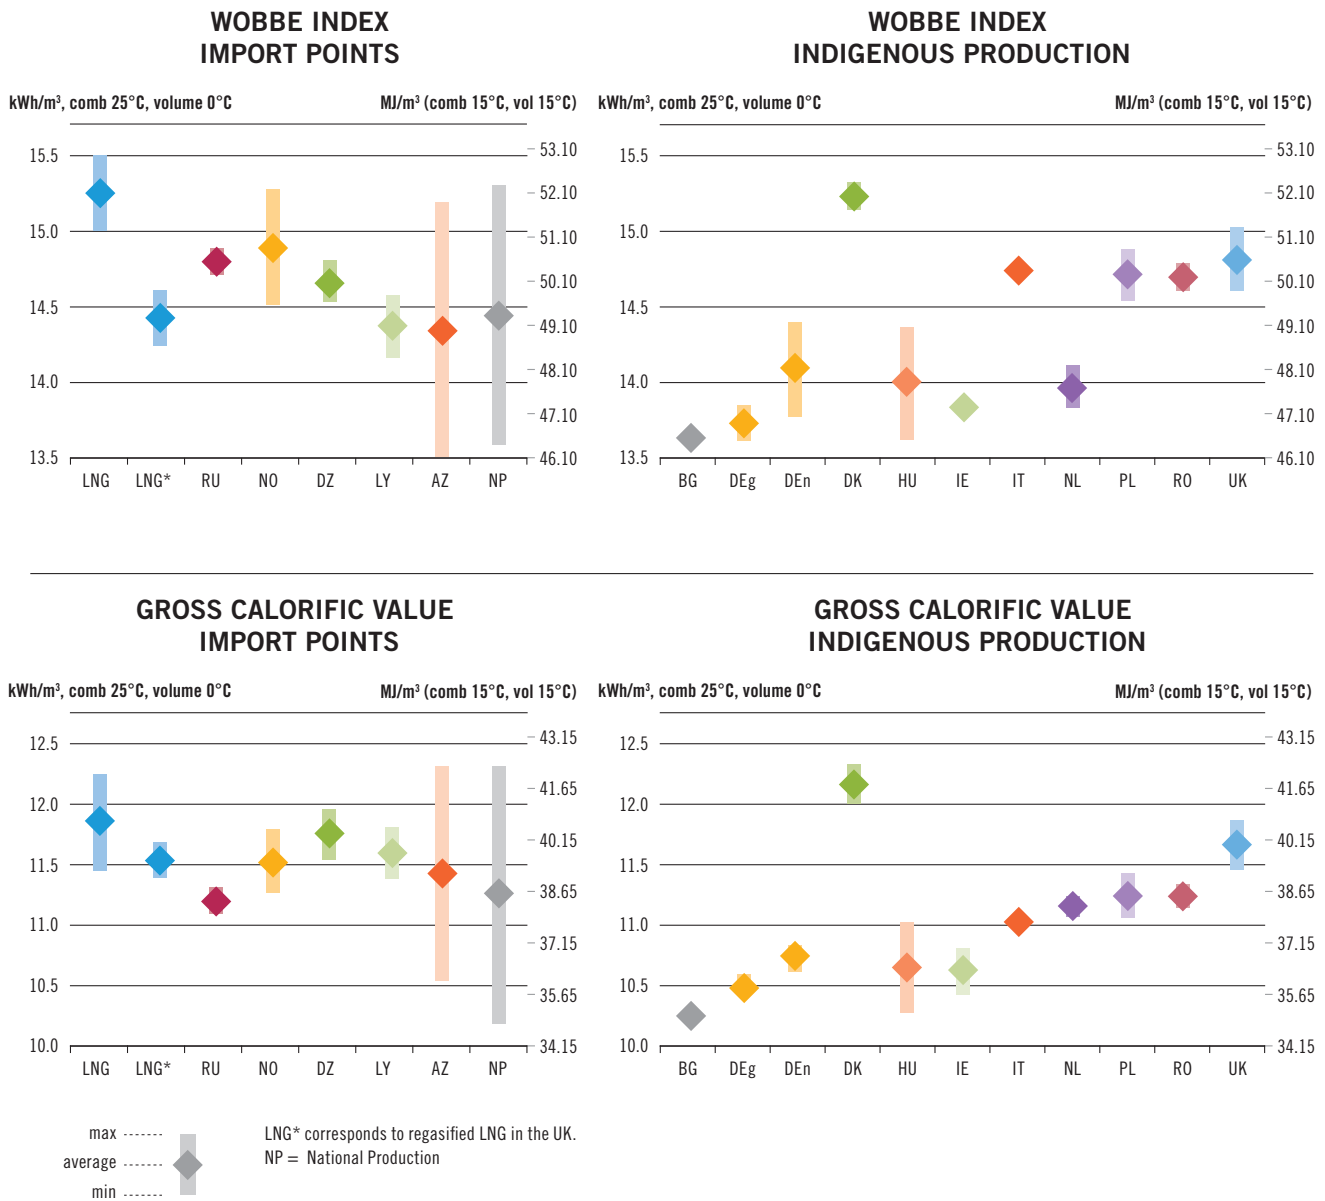 WOBBE INDEX
IMPORT POINTS
kWh/m³, comb 25°C, volume 0°C
MJ/m³ (comb 15°C, vol 15°C)
15.5
15.0
14.5
14.0
13.5
53.10
52.10
51.10
50.10
49.10
48.10
47.10
46.10
LNG LNG* RU NO DZ LY AZ NP
WOBBE INDEX
INDIGENOUS PRODUCTION
kWh/m³, comb 25°C, volume 0°C
MJ/m³ (comb 15°C, vol 15°C)
15.5
15.0
14.5
14.0
13.5
53.10
52.10
51.10
50.10
49.10
48.10
47.10
46.10
BG DEg DEn DK HU IE IT NL PL RO UK
GROSS CALORIFIC VALUE
IMPORT POINTS
kWh/m³, comb 25°C, volume 0°C
MJ/m³ (comb 15°C, vol 15°C)
12.5
12.0
11.5
11.0
10.5
10.0
43.15
41.65
40.15
38.65
37.15
35.65
34.15
LNG LNG* RU NO DZ LY AZ NP
GROSS CALORIFIC VALUE
INDIGENOUS PRODUCTION
kWh/m³, comb 25°C, volume 0°C
MJ/m³ (comb 15°C, vol 15°C)
12.5
12.0
11.5
11.0
10.5
10.0
43.15
41.65
40.15
38.65
37.15
35.65
34.15
BG DEg DEn DK HU IE IT NL PL RO UK
max
average
min
LNG* corresponds to regasified LNG in the UK.
NP = National Production